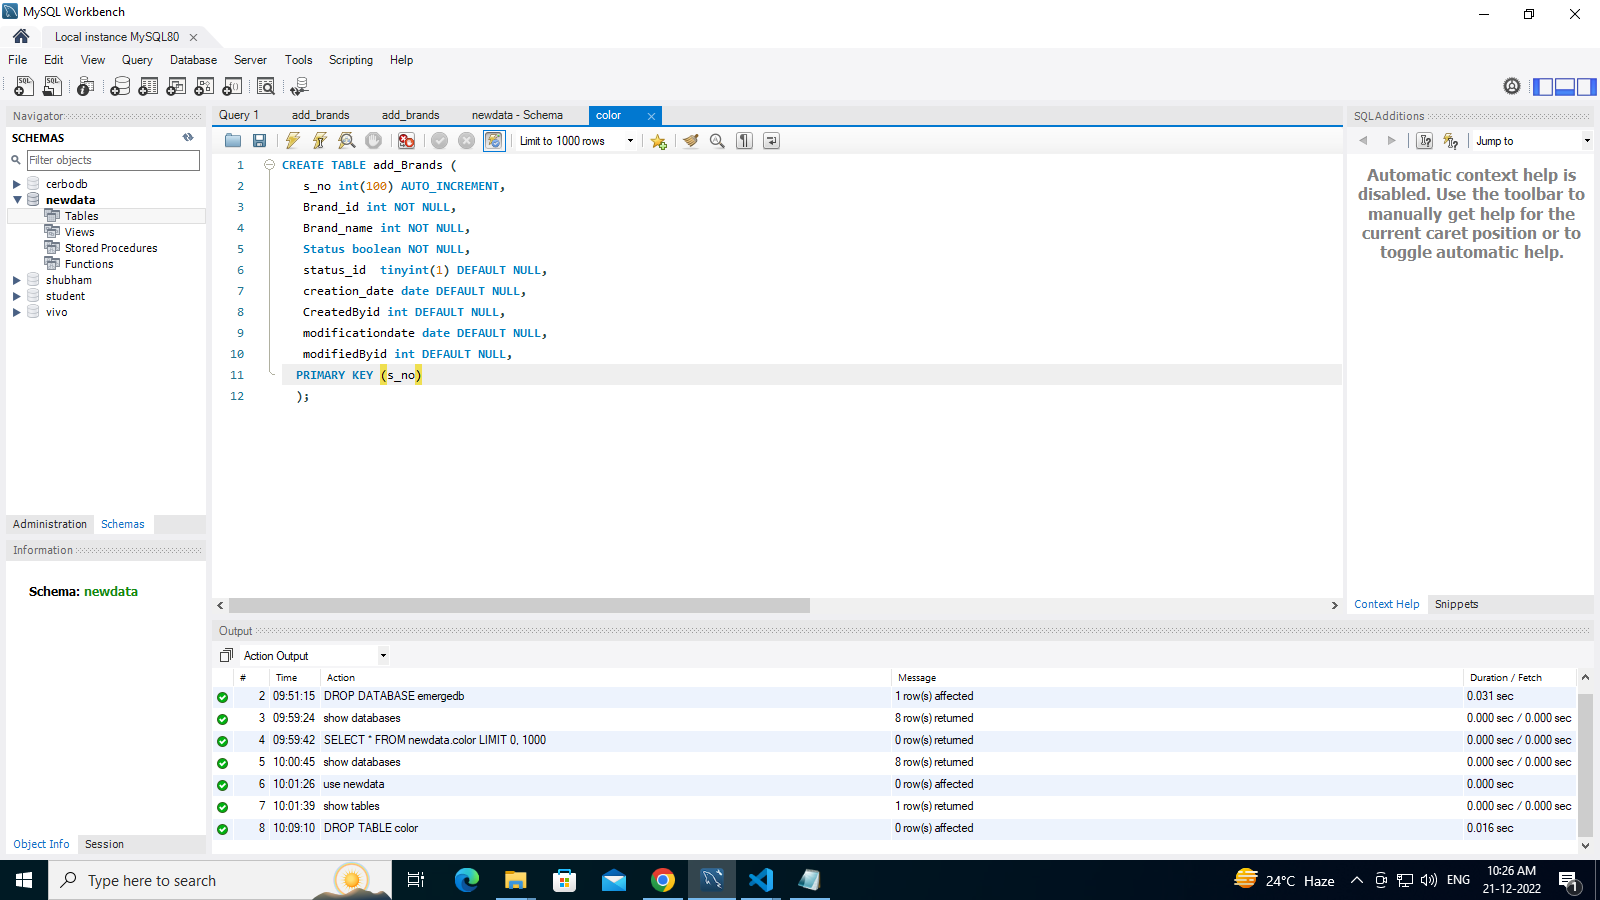 MySQL Workbench
Local instance MySQL80
File Edit View Query Database Server Tools Scripting Help
Navigator
SCHEMAS
Filter objects
cerbodb
newdata
Tables
Views
Stored Procedures
Functions
shubham
student
vivo
Administration Schemas
Information
Schema: newdata
Object Info Session
Query 1 add_brands add_brands newdata - Schema color
Limit to 1000 rows
1 CREATE TABLE add_Brands (
2 s_no int(100) AUTO_INCREMENT,
3 Brand_id int NOT NULL,
4 Brand_name int NOT NULL,
5 Status boolean NOT NULL,
6 status_id tinyint(1) DEFAULT NULL,
7 creation_date date DEFAULT NULL,
8 CreatedByid int DEFAULT NULL,
9 modificationdate date DEFAULT NULL,
10 modifiedByid int DEFAULT NULL,
11 PRIMARY KEY (s_no)
12 );
SQLAdditions
Jump to
Automatic context help is
disabled. Use the toolbar to
manually get help for the
current caret position or to
toggle automatic help.
Context Help Snippets
Output
Action Output
# Time Action Message Duration / Fetch
2 09:51:15 DROP DATABASE emergedb 1 row(s) affected 0.031 sec
3 09:59:24 show databases 8 row(s) returned 0.000 sec / 0.000 sec
4 09:59:42 SELECT * FROM newdata.color LIMIT 0, 1000 0 row(s) returned 0.000 sec / 0.000 sec
5 10:00:45 show databases 8 row(s) returned 0.000 sec / 0.000 sec
6 10:01:26 use newdata 0 row(s) affected 0.000 sec
7 10:01:39 show tables 1 row(s) returned 0.000 sec / 0.000 sec
8 10:09:10 DROP TABLE color 0 row(s) affected 0.016 sec
Type here to search
24°C Haze
ENG
10:26 AM
21-12-2022
1